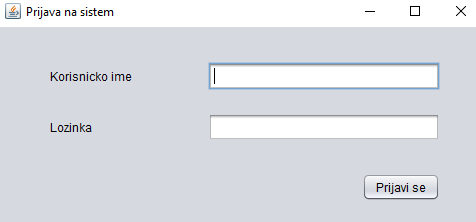 Prijava na sistem
Korisnicko ime
Lozinka
Prijavi se